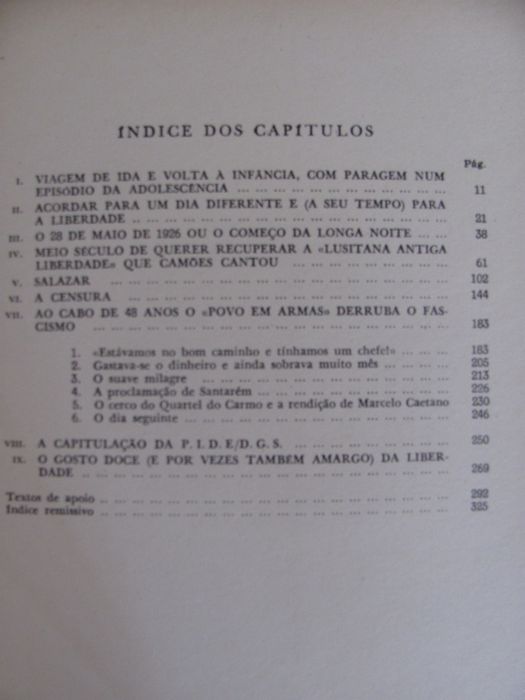 ÍNDICE DOS CAPÍTULOS
Pág.
I. VIAGEM DE IDA E VOLTA À INFÂNCIA, COM PARAGEM NUM
EPISÓDIO DA ADOLESCÊNCIA ... ... ... ... ... ... ... ... ... 11
II. ACORDAR PARA UM DIA DIFERENTE E (A SEU TEMPO) PARA
A LIBERDADE ... ... ... ... ... ... ... ... ... ... ... ... ... 21
III. O 28 DE MAIO DE 1926 OU O COMEÇO DA LONGA NOITE ... ... 38
IV. MEIO SÉCULO DE QUERER RECUPERAR A «LUSITANA ANTIGA
LIBERDADE» QUE CAMÕES CANTOU ... ... ... ... ... ... ... 61
V. SALAZAR ... ... ... ... ... ... ... ... ... ... ... ... ... ... 102
VI. A CENSURA ... ... ... ... ... ... ... ... ... ... ... ... ... 144
VII. AO CABO DE 48 ANOS O «POVO EM ARMAS» DERRUBA O FAS-
CISMO ... ... ... ... ... ... ... ... ... ... ... ... ... ... ... 183
1. «Estávamos no bom caminho e tínhamos um chefe!» ... ... 183
2. Gastava-se o dinheiro e ainda sobrava muito mês ... ... ... 205
3. O suave milagre ... ... ... ... ... ... ... ... ... ... 213
4. A proclamação de Santarém ... ... ... ... ... ... ... 226
5. O cerco do Quartel do Carmo e a rendição de Marcelo Caetano 230
6. O dia seguinte ... ... ... ... ... ... ... ... ... ... ... 246
VIII. A CAPITULAÇÃO DA P. I. D. E./D. G. S. ... ... ... ... ... ... ... 250
IX. O GOSTO DOCE (E POR VEZES TAMBÉM AMARGO) DA LIBER-
DADE ... ... ... ... ... ... ... ... ... ... ... ... ... ... ... 269
Textos de apoio ... ... ... ... ... ... ... ... ... ... ... ... ... ... 292
Índice remissivo ... ... ... ... ... ... ... ... ... ... ... ... ... ... 325